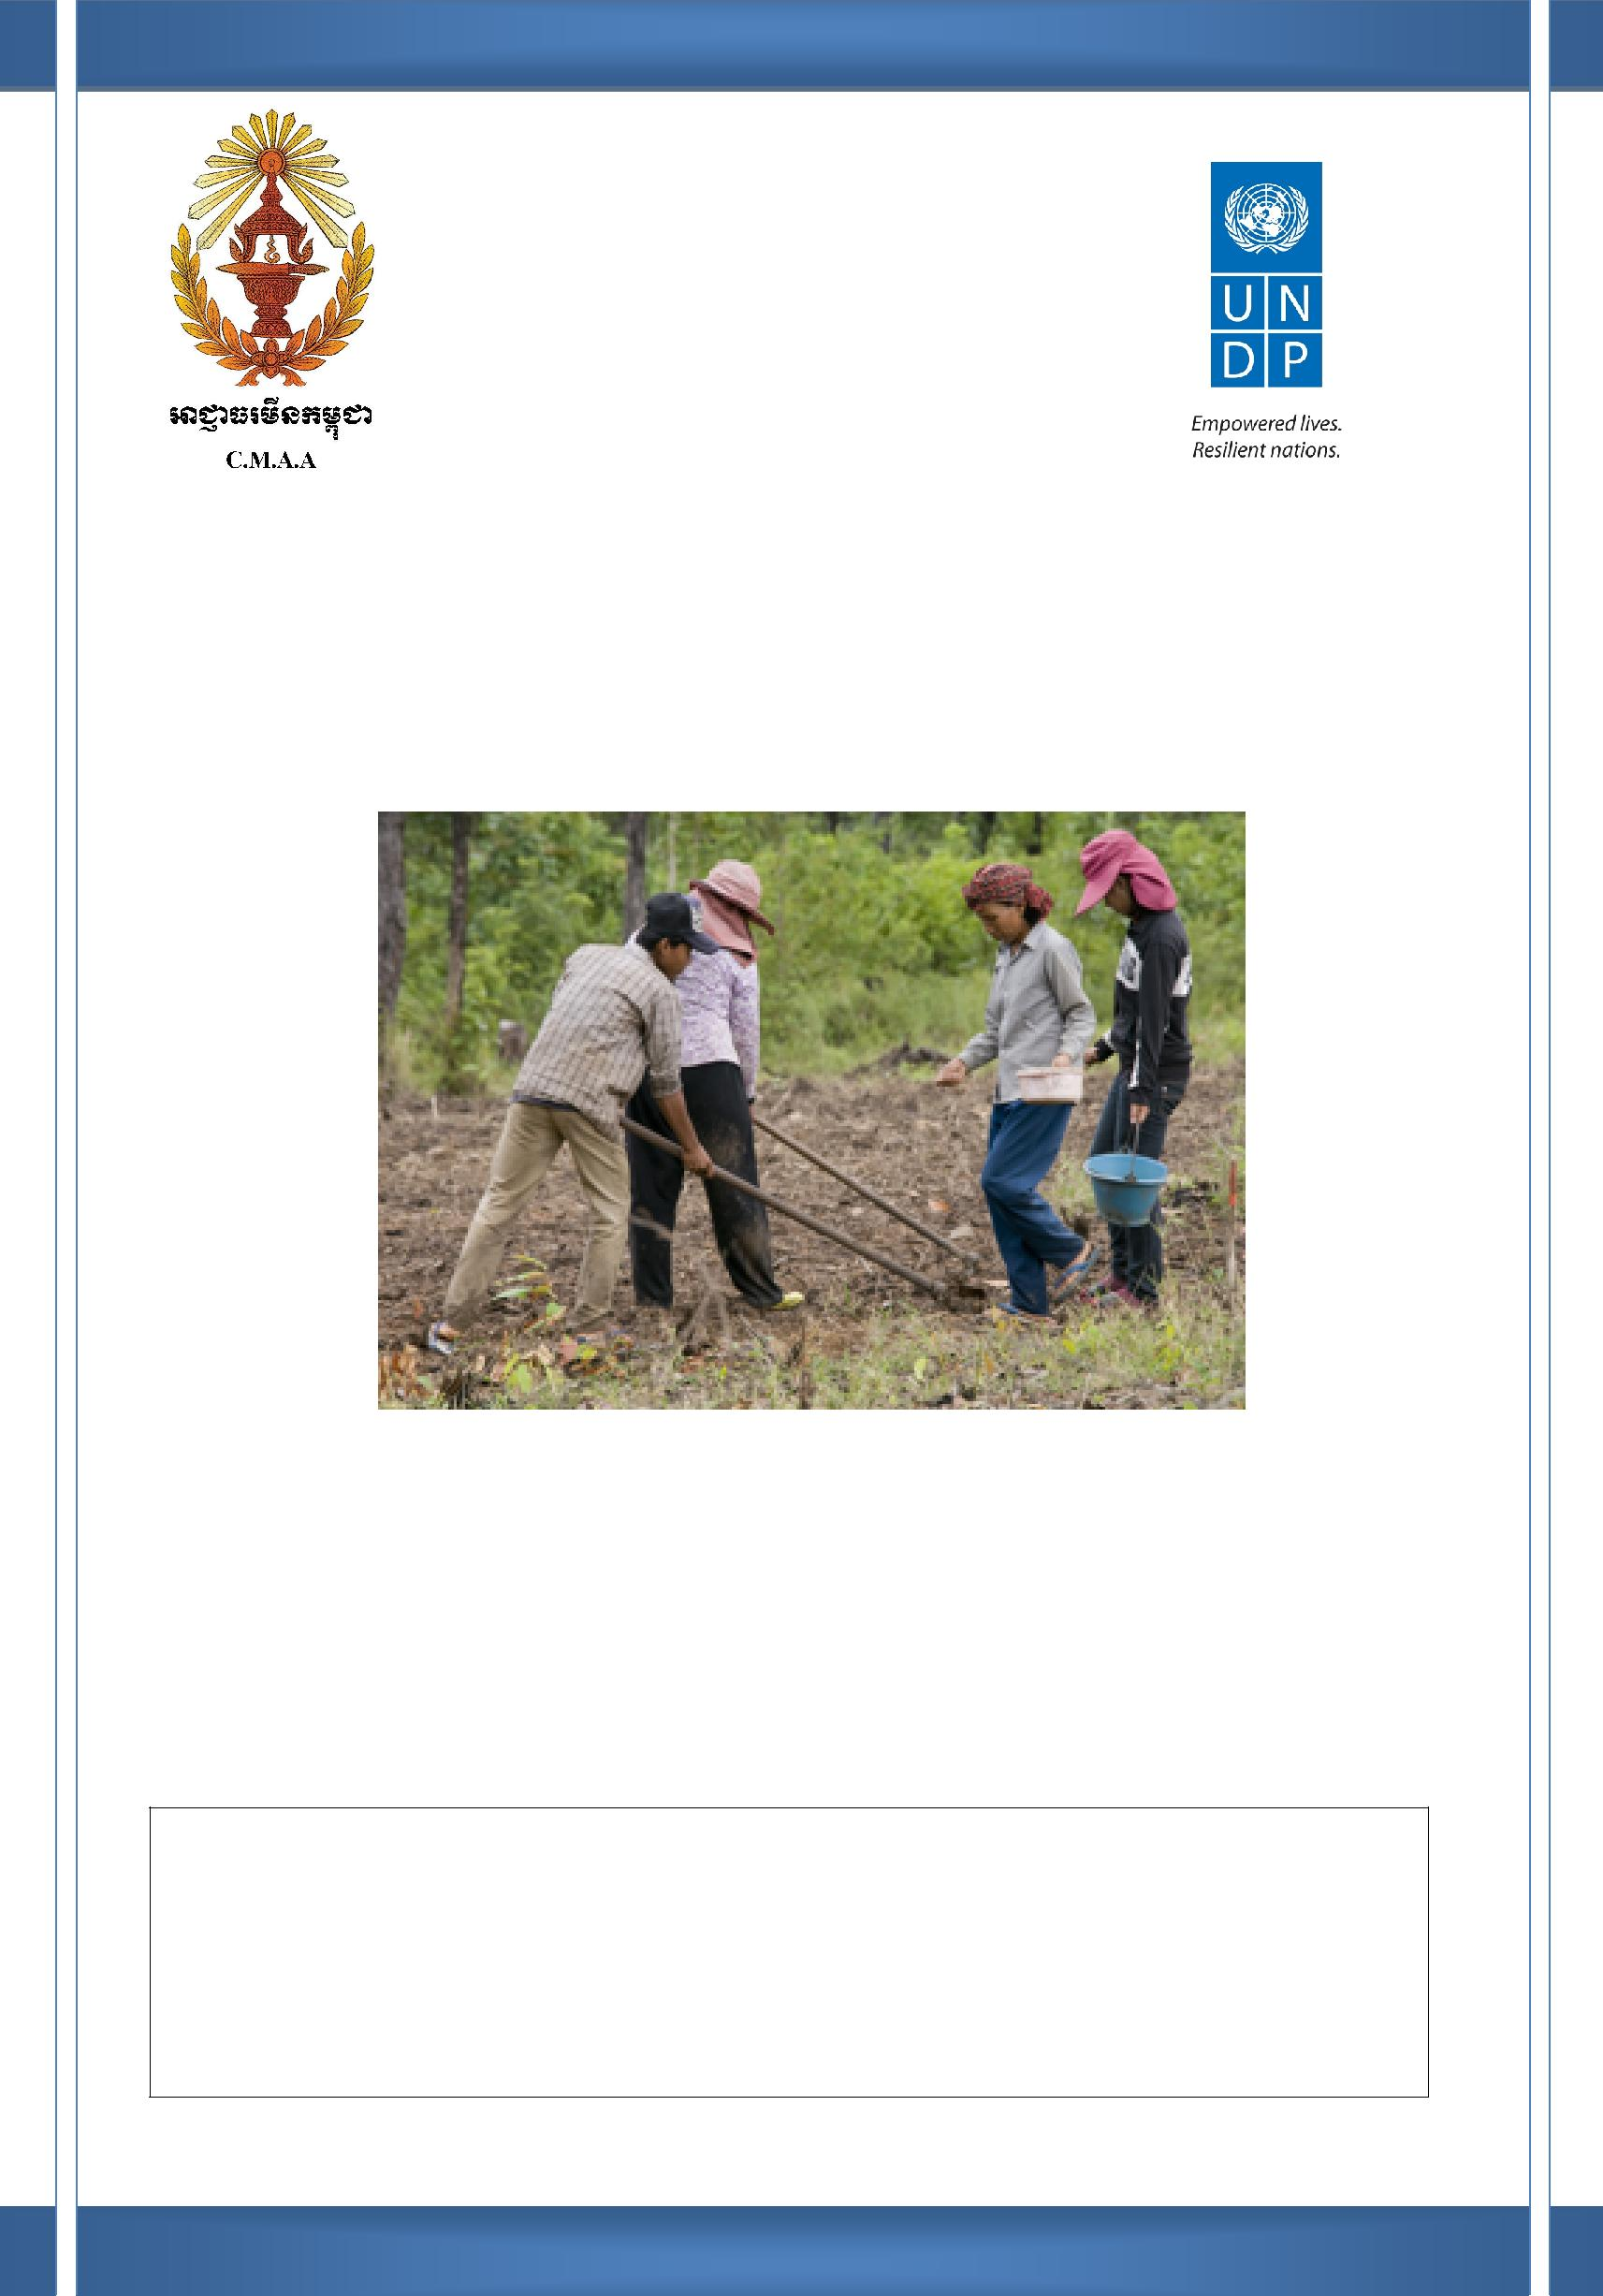 អាជ្ញាធរមីនកម្ពុជា
C.M.A.A
U N
D P
Empowered lives.
Resilient nations.